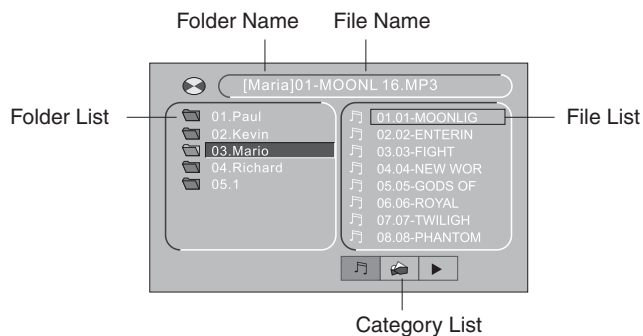 Folder Name
File Name
[Maria]01-MOONL 16.MP3
Folder List
01.Paul
02.Kevin
03.Mario
04.Richard
05.1
01.01-MOONLIG
02.02-ENTERIN
03.03-FIGHT
04.04-NEW WOR
05.05-GODS OF
06.06-ROYAL
07.07-TWILIGH
08.08-PHANTOM
File List
Category List